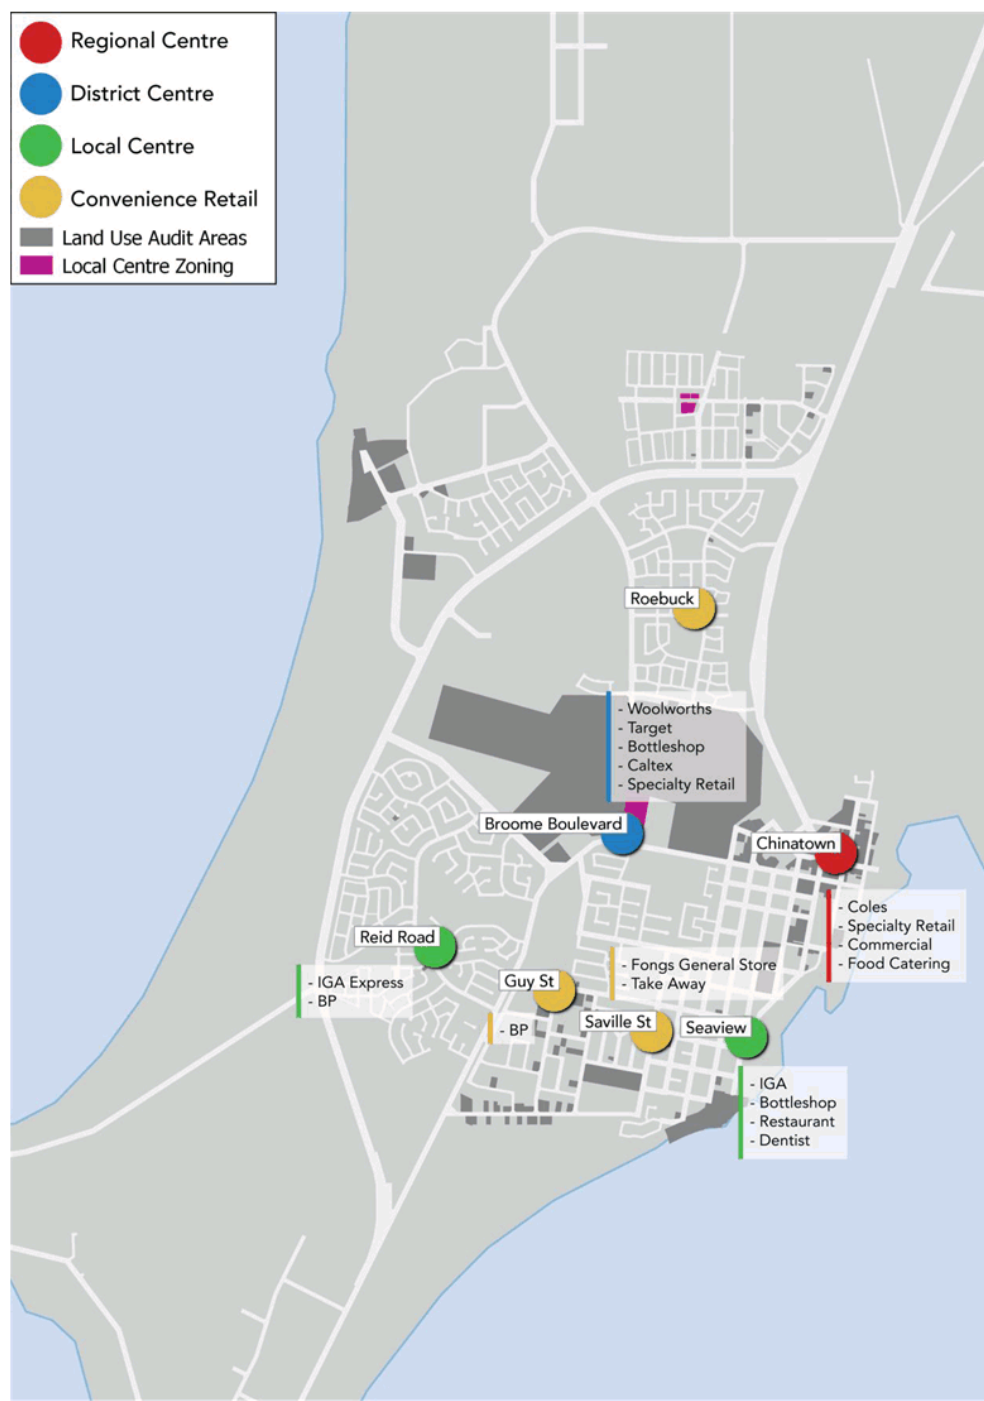 Regional Centre
District Centre
Local Centre
Convenience Retail
Land Use Audit Areas
Local Centre Zoning
Roebuck
- Woolworths
- Target
- Bottleshop
- Caltex
- Specialty Retail
Broome Boulevard
Chinatown
- Coles
- Specialty Retail
- Commercial
- Food Catering
Reid Road
- IGA Express
- BP
Guy St
- BP
- Fongs General Store
- Take Away
Saville St
Seaview
- IGA
- Bottleshop
- Restaurant
- Dentist